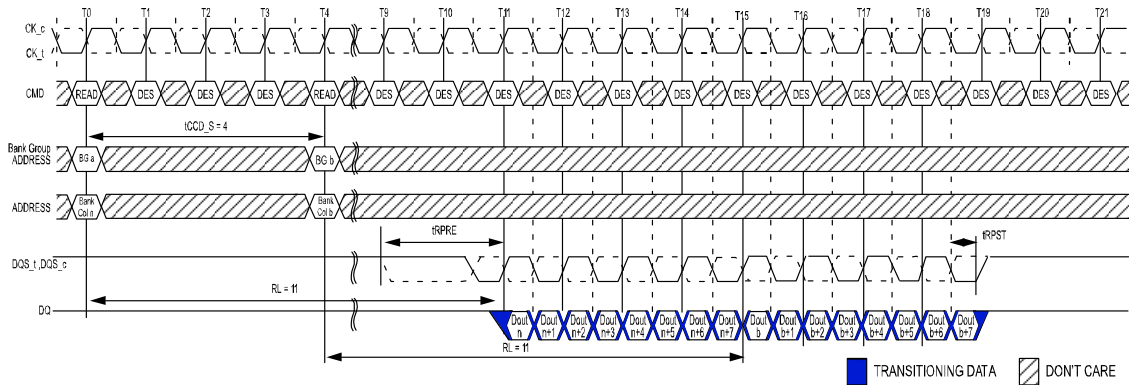 T0 T1 T2 T3 T4 T9 T10 T11 T12 T13 T14 T15 T16 T17 T18 T19 T20 T21
CK_c
CK_t
CMD READ DES DES DES READ DES DES DES DES DES DES DES DES DES DES DES DES DES
tCCD_S = 4
Bank Group
ADDRESS BG a BG b
ADDRESS Bank Col n Bank Col b
tRPRE tRPST
DQS_t ,DQS_c
RL = 11
DQ Dout n Dout n+1 Dout n+2 Dout n+3 Dout n+4 Dout n+5 Dout n+6 Dout n+7 Dout b Dout b+1 Dout b+2 Dout b+3 Dout b+4 Dout b+5 Dout b+6 Dout b+7
RL = 11
TRANSITIONING DATA DON'T CARE